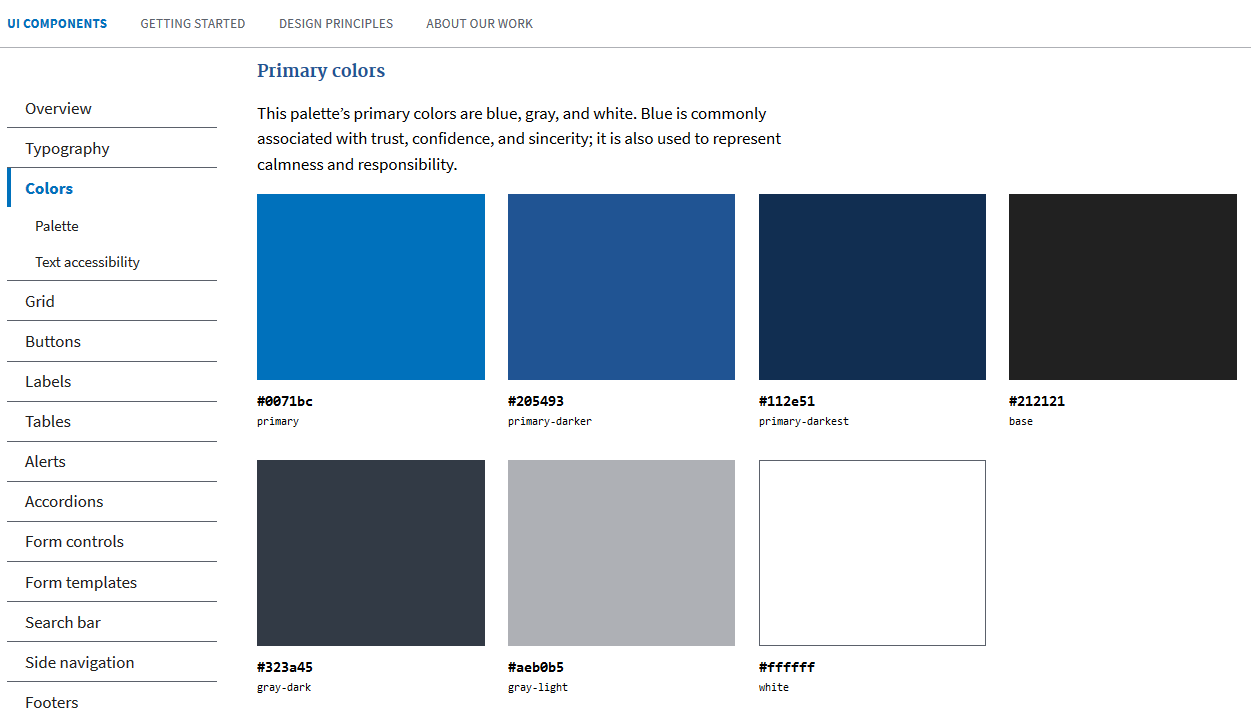 UI COMPONENTS GETTING STARTED DESIGN PRINCIPLES ABOUT OUR WORK
Overview
Typography
Colors
Palette
Text accessibility
Grid
Buttons
Labels
Tables
Alerts
Accordions
Form controls
Form templates
Search bar
Side navigation
Footers
Primary colors
This palette’s primary colors are blue, gray, and white. Blue is commonly
associated with trust, confidence, and sincerity; it is also used to represent
calmness and responsibility.
#0071bc
primary
#205493
primary-darker
#112e51
primary-darkest
#212121
base
#323a45
gray-dark
#aeb0b5
gray-light
#ffffff
white